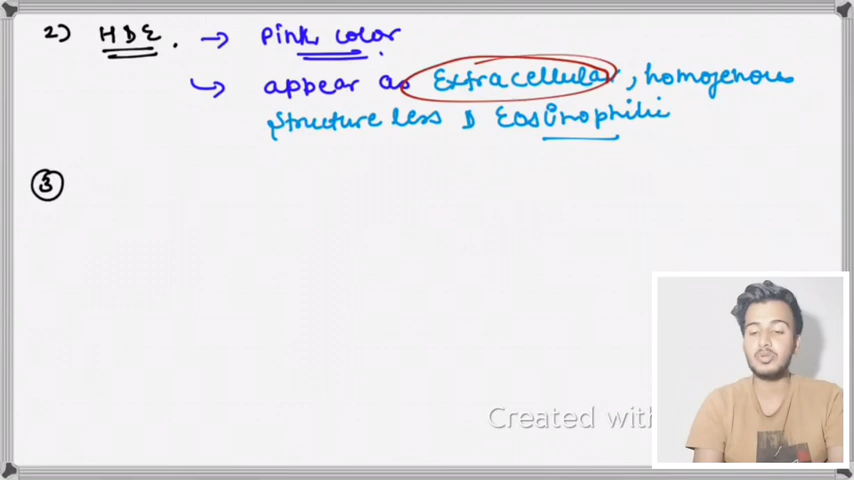 2) H&E. → Pink color
↳ appear as Extracellular, homogenous
structure less & Eosinophilic
③
Created with